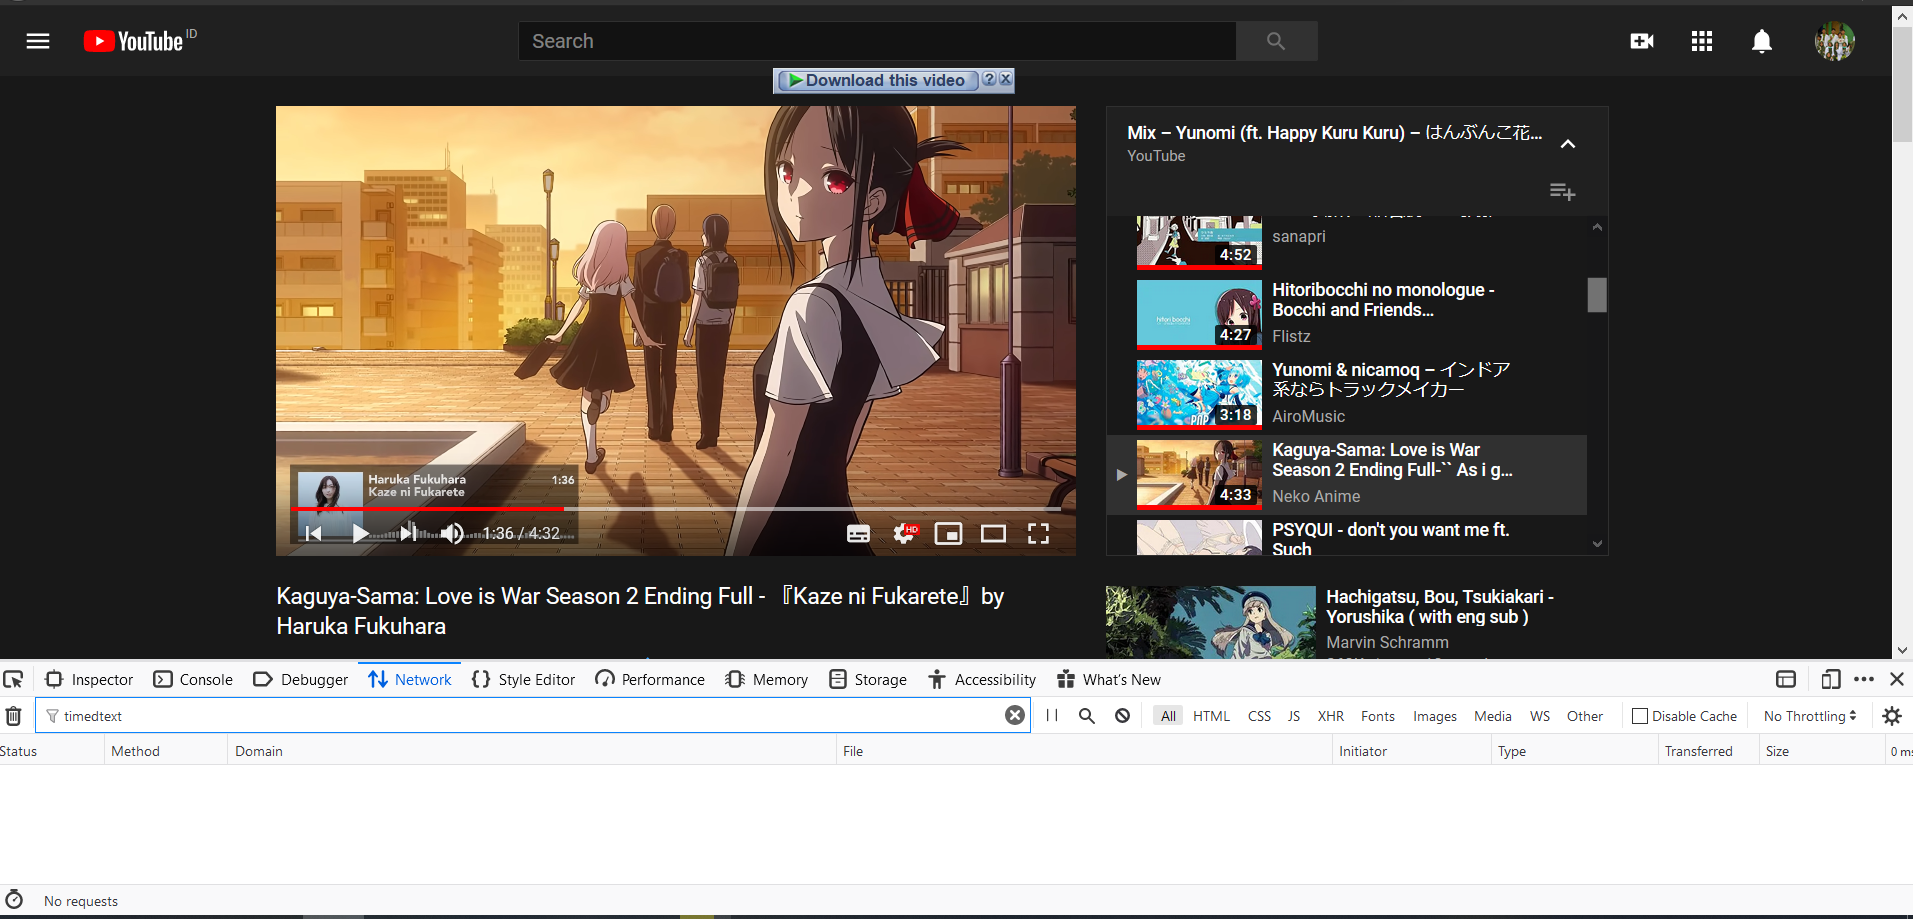 YouTube ID
Search
Download this video
Haruka Fukuhara
Kaze ni Fukarete
1:36
1:36 / 4:32
HD
Kaguya-Sama: Love is War Season 2 Ending Full - 『Kaze ni Fukarete』by
Haruka Fukuhara
Mix – Yunomi (ft. Happy Kuru Kuru) – はんぶんこ花...
YouTube
sanapri
4:52
Hitoribocchi no monologue -
Bocchi and Friends...
Flistz
hitori bocchi
4:27
Yunomi & nicamoq – インドア
系ならトラックメイカー
AiroMusic
POP
3:18
Kaguya-Sama: Love is War
Season 2 Ending Full-`` As i g...
Neko Anime
4:33
PSYQUI - don't you want me ft.
Such
Hachigatsu, Bou, Tsukiakari -
Yorushika ( with eng sub )
Marvin Schramm
Inspector Console Debugger Network Style Editor Performance Memory Storage Accessibility What's New
timedtext
All HTML CSS JS XHR Fonts Images Media WS Other Disable Cache No Throttling
Status Method Domain File Initiator Type Transferred Size 0 ms
No requests